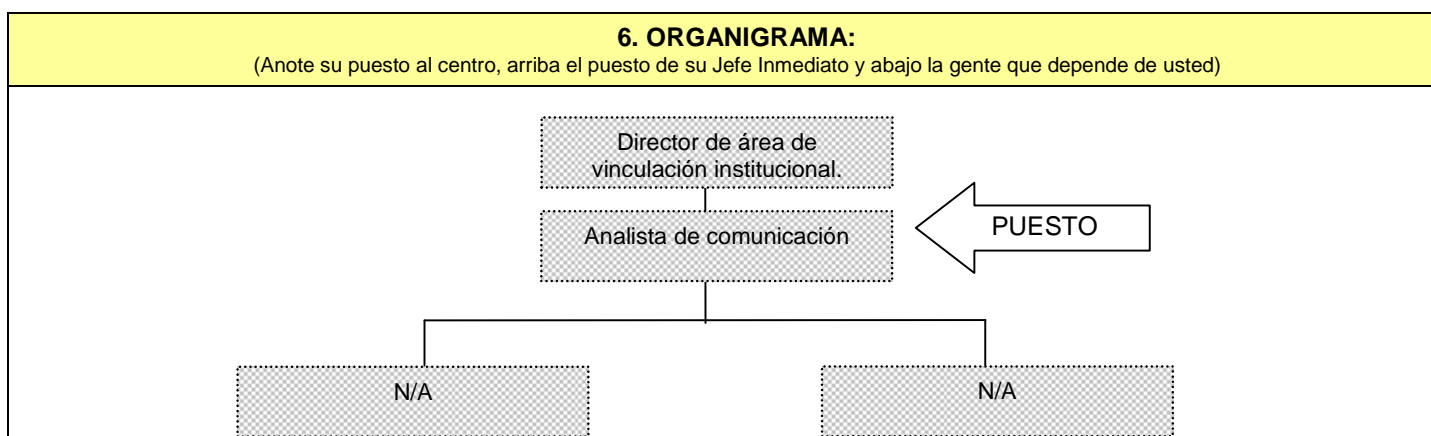 6. ORGANIGRAMA:
(Anote su puesto al centro, arriba el puesto de su Jefe Inmediato y abajo la gente que depende de usted)
Director de área de
vinculación institucional.
Analista de comunicación
PUESTO
N/A
N/A